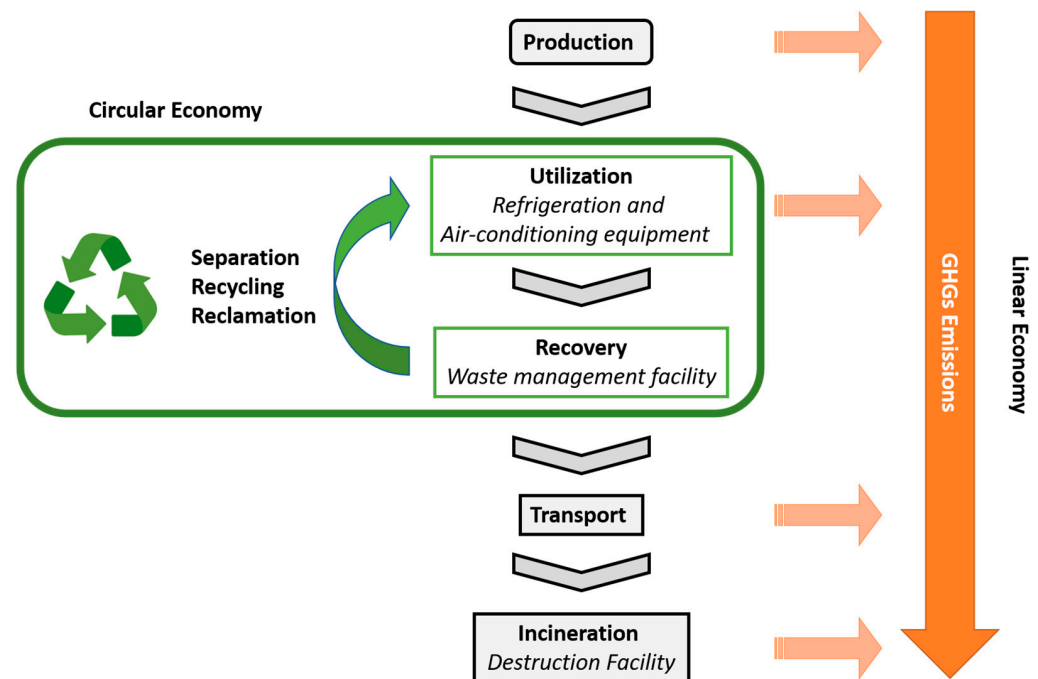 Production
Circular Economy
Utilization
Refrigeration and
Air-conditioning equipment
Separation
Recycling
Reclamation
Recovery
Waste management facility
Transport
Incineration
Destruction Facility
GHGs Emissions
Linear Economy